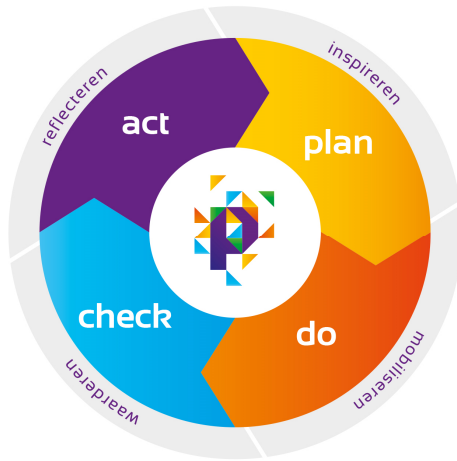 inspireren
plan
mobiliseren
do
waarderen
check
reflecteren
act
p